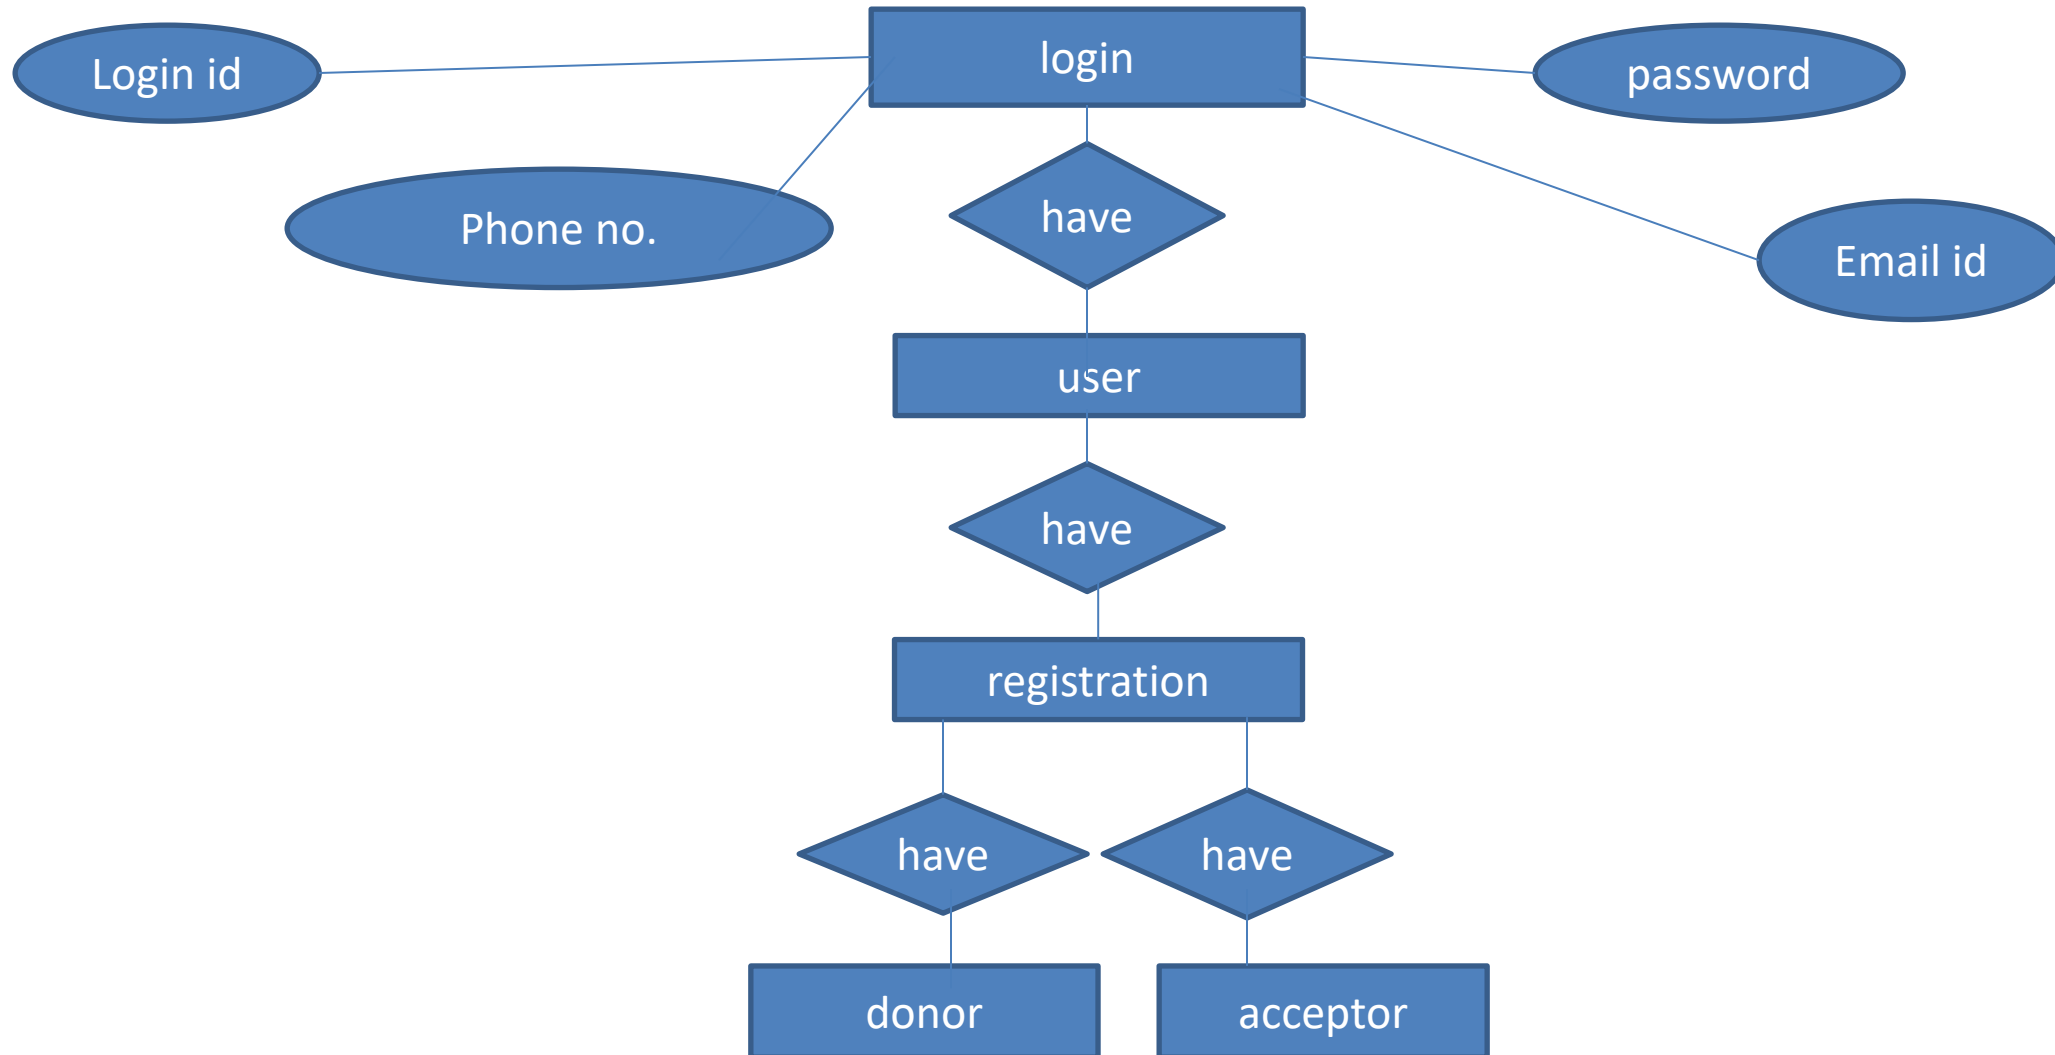 login
Login id
password
Phone no.
have
Email id
user
have
registration
have
have
donor
acceptor